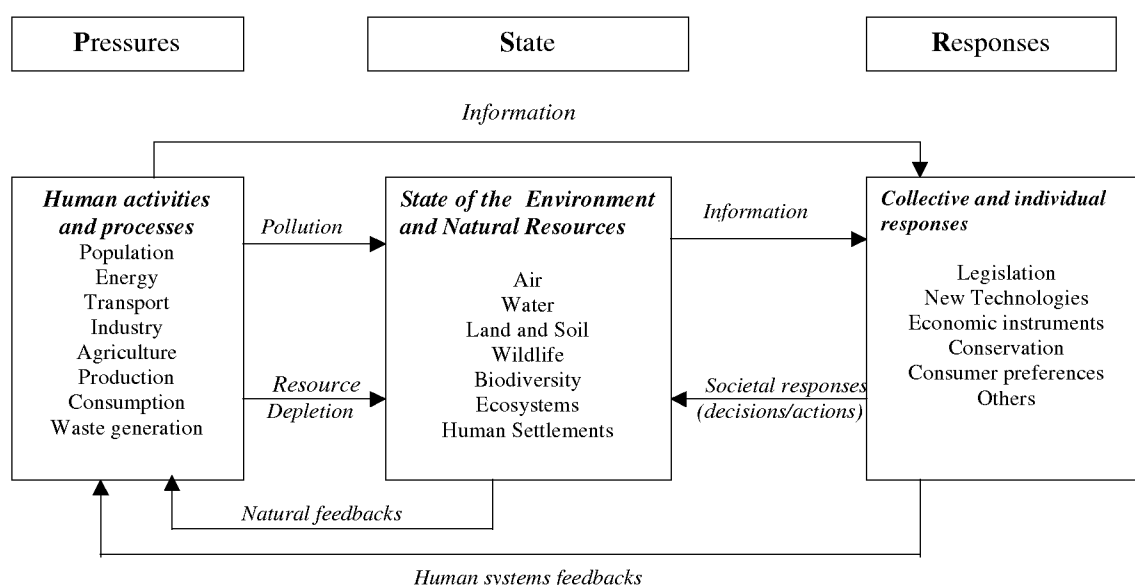 Pressures
State
Responses
Information
Human activities
and processes
Population
Energy
Transport
Industry
Agriculture
Production
Consumption
Waste generation
Pollution
Resource
Depletion
State of the Environment
and Natural Resources
Air
Water
Land and Soil
Wildlife
Biodiversity
Ecosystems
Human Settlements
Information
Societal responses
(decisions/actions)
Collective and individual
responses
Legislation
New Technologies
Economic instruments
Conservation
Consumer preferences
Others
Natural feedbacks
Human systems feedbacks